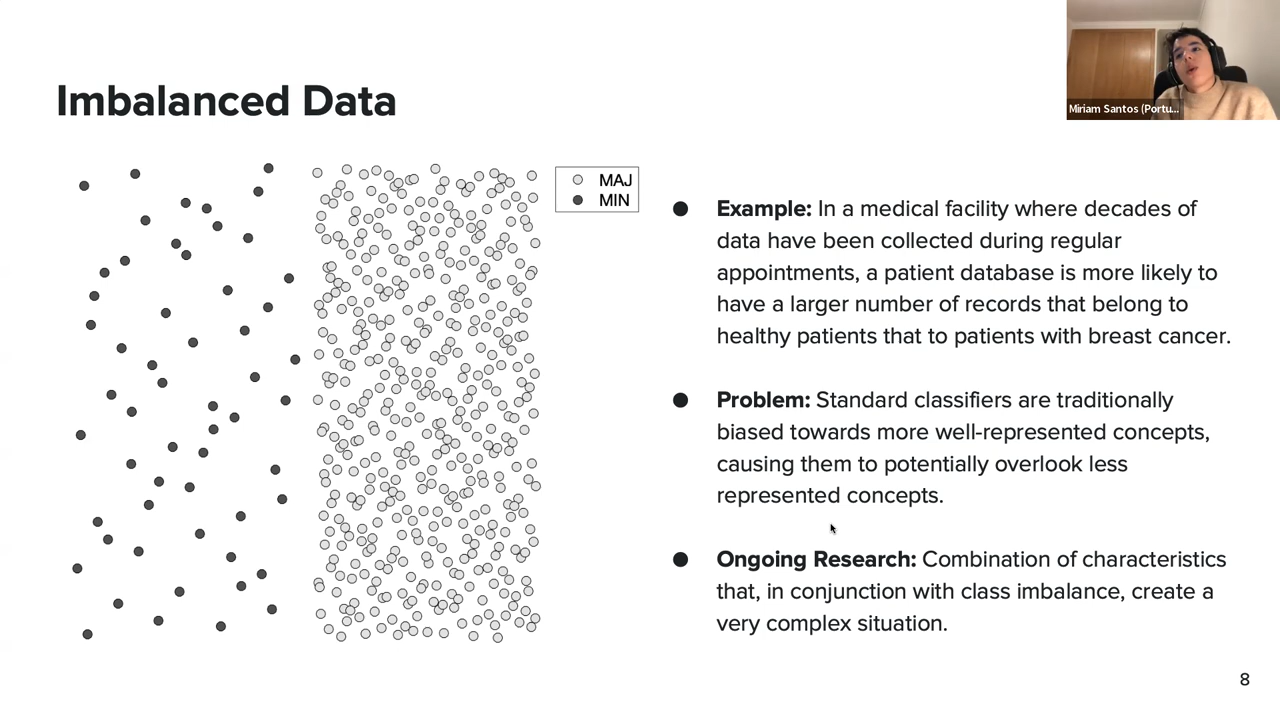 Miriam Santos (Portu...
Imbalanced Data
MAJ
MIN
Example: In a medical facility where decades of
data have been collected during regular
appointments, a patient database is more likely to
have a larger number of records that belong to
healthy patients that to patients with breast cancer.
Problem: Standard classifiers are traditionally
biased towards more well-represented concepts,
causing them to potentially overlook less
represented concepts.
Ongoing Research: Combination of characteristics
that, in conjunction with class imbalance, create a
very complex situation.
8